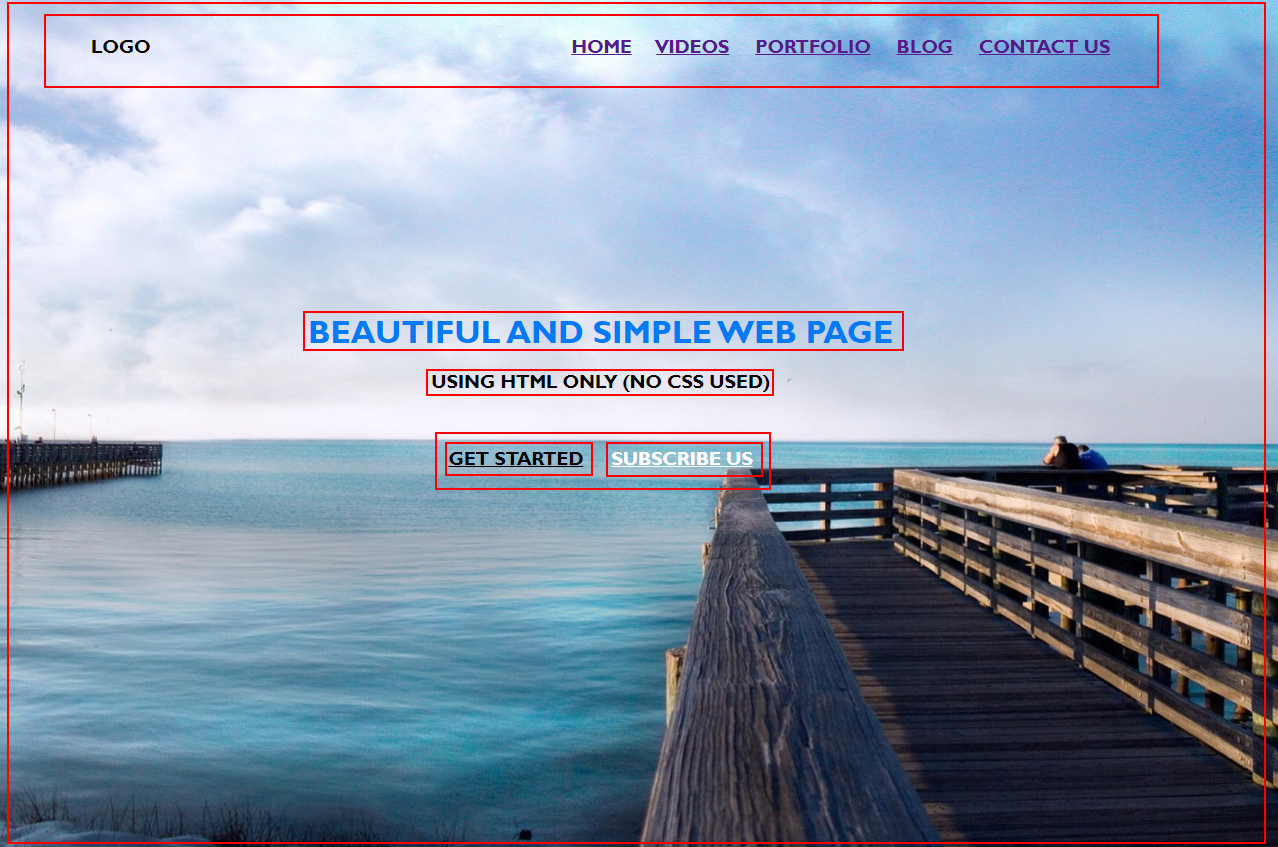 LOGO HOME VIDEOS PORTFOLIO BLOG CONTACT US
BEAUTIFUL AND SIMPLE WEB PAGE
USING HTML ONLY (NO CSS USED)
GET STARTED SUBSCRIBE US